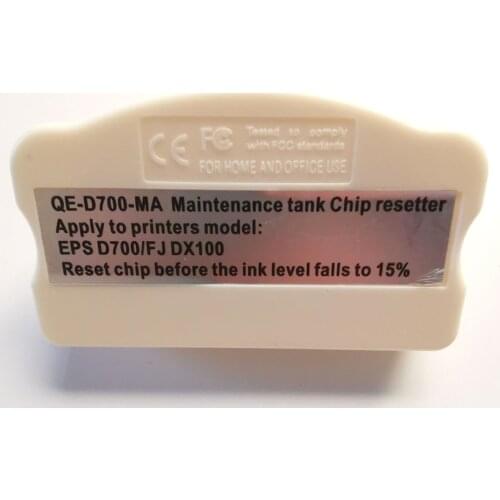 CE FC Tested to comply
with FCC standards
FOR HOME AND OFFICE USE
QE-D700-MA Maintenance tank Chip resetter
Apply to printers model:
EPS D700/FJ DX100
Reset chip before the ink level falls to 15%